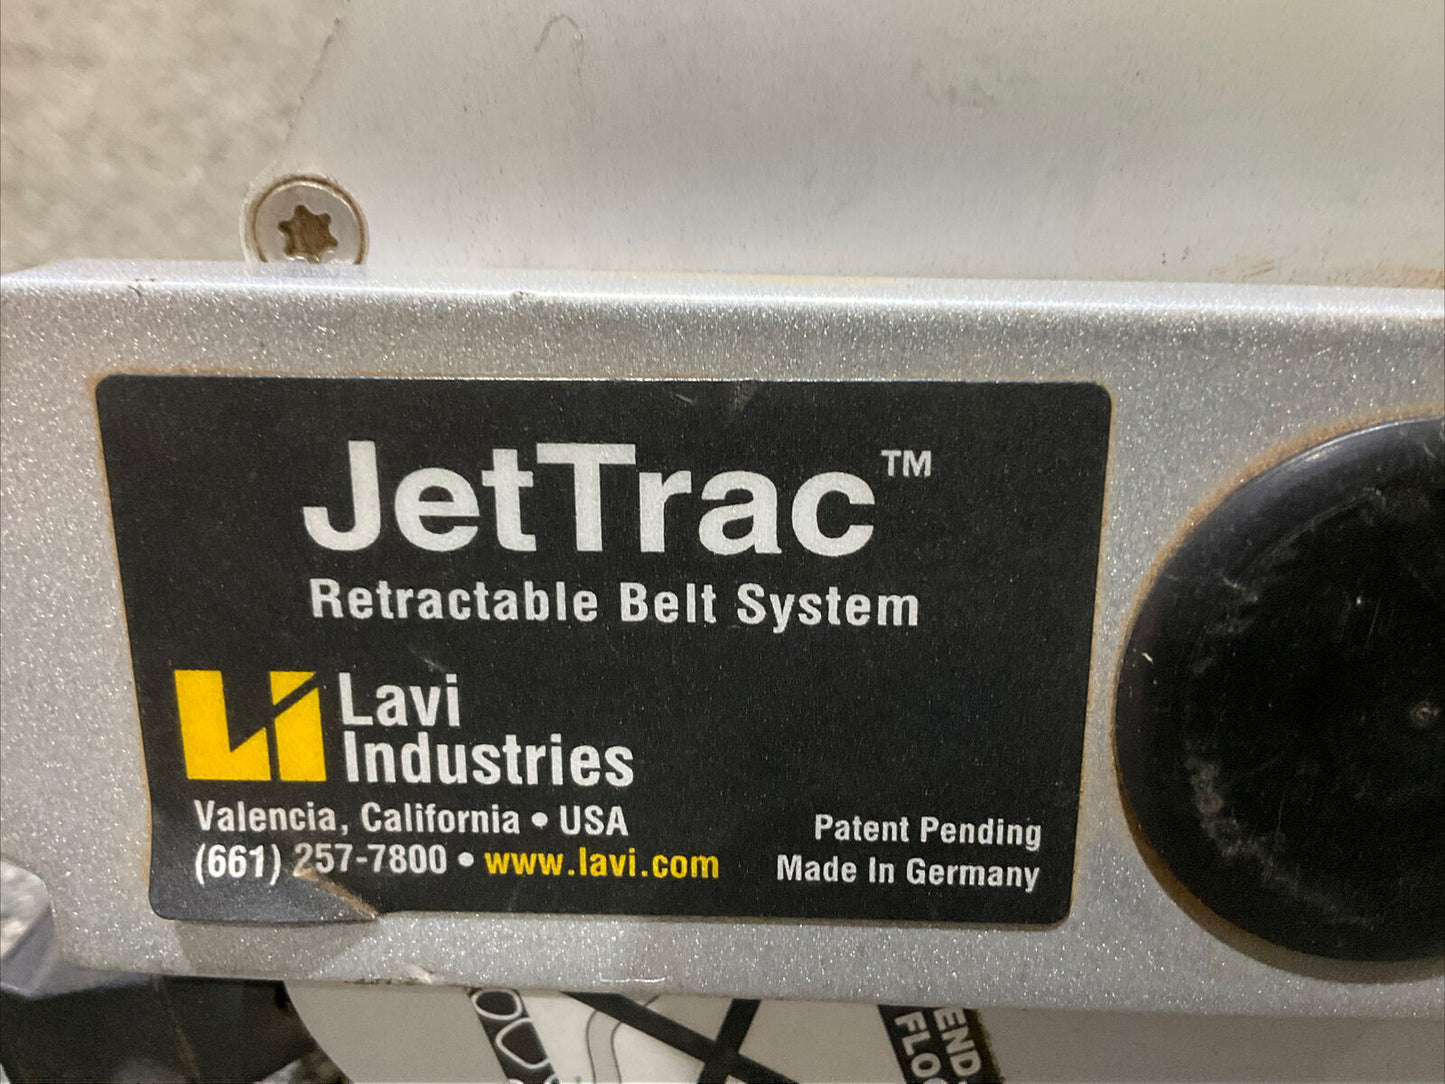 JetTrac™
Retractable Belt System
Lavi
Industries
Valencia, California • USA
(661) 257-7800 • www.lavi.com
Patent Pending
Made In Germany
END